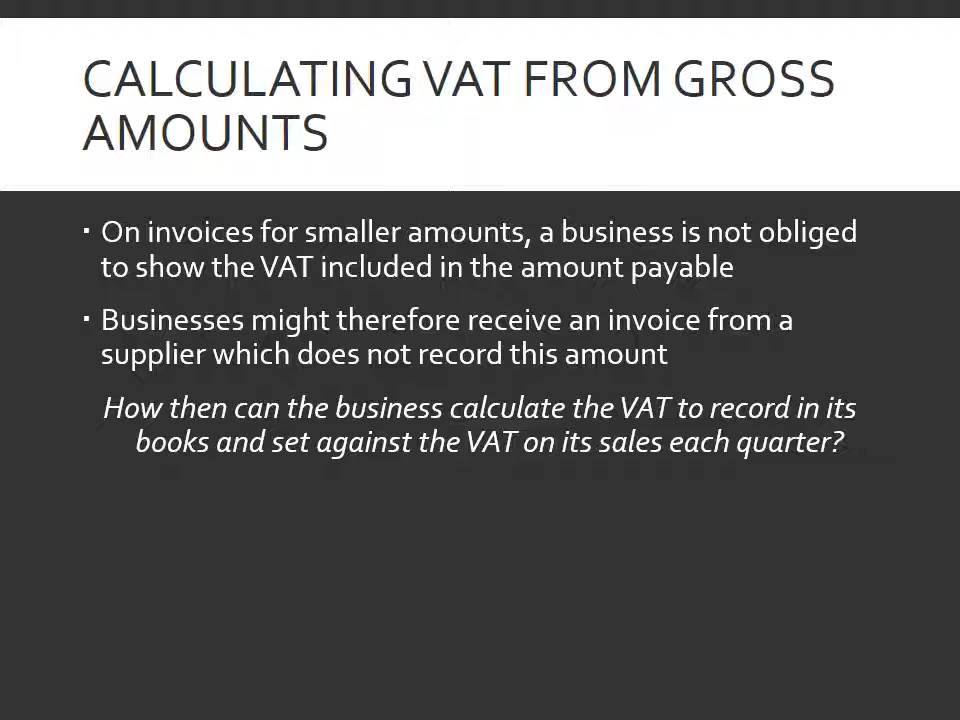 CALCULATING VAT FROM GROSS
AMOUNTS
▪ On invoices for smaller amounts, a business is not obliged
to show the VAT included in the amount payable
▪ Businesses might therefore receive an invoice from a
supplier which does not record this amount
How then can the business calculate the VAT to record in its
books and set against the VAT on its sales each quarter?